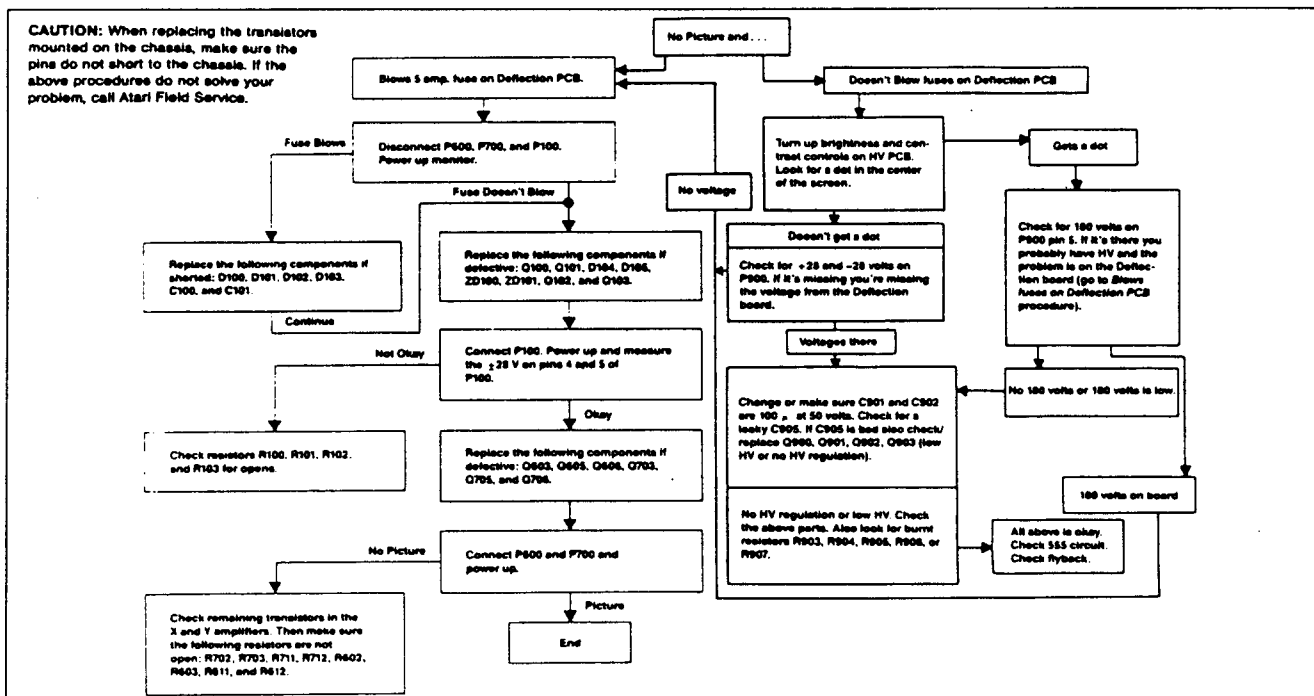 CAUTION: When replacing the transistors
mounted on the chassis, make sure the
pins do not short to the chassis. If the
above procedures do not solve your
problem, call Atari Field Service.
No Picture and . . .
Blows 5 amp. fuse on Deflection PCB.
Doesn't Blow fuses on Deflection PCB
Fuse Blows
Disconnect P600, P700, and P100.
Power up monitor.
Fuse Doesn't Blow
Turn up brightness and con-
trast controls on HV PCB.
Look for a dot in the center
of the screen.
Gets a dot
No voltage
Replace the following components if
shorted: D100, D101, D102, D103,
C100, and C101.
Continue
Replace the following components if
defective: Q100, Q101, D104, D105,
ZD100, ZD101, Q102, and Q103.
Doesn't get a dot
Check for +28 and -28 volts on
P900. If it's missing you're missing
the voltage from the Deflection
board.
Check for 180 volts on
P900 pin 5. If it's there you
probably have HV and the
problem is on the Deflec-
tion board (go to Blows
fuses on Deflection PCB
procedure).
Voltages there
Not Okay
Connect P100. Power up and measure
the ±28 V on pins 4 and 5 of
P100.
Okay
No 180 volts or 180 volts is low.
Change or make sure C901 and C902
are 100 μ at 50 volts. Check for a
leaky C905. If C905 is bad also check/
replace Q900, Q901, Q902, Q903 (low
HV or no HV regulation).
Check resistors R100, R101, R102,
and R103 for opens.
Replace the following components if
defective: Q603, Q605, Q606, Q703,
Q705, and Q706.
180 volts on board
No HV regulation or low HV. Check
the above parts. Also look for burnt
resistors R903, R904, R905, R906, or
R907.
All above is okay.
Check 555 circuit.
Check flyback.
No Picture
Connect P600 and P700 and
power up.
Picture
Check remaining transistors in the
X and Y amplifiers. Then make sure
the following resistors are not
open: R702, R703, R711, R712, R602,
R603, R611, and R612.
End